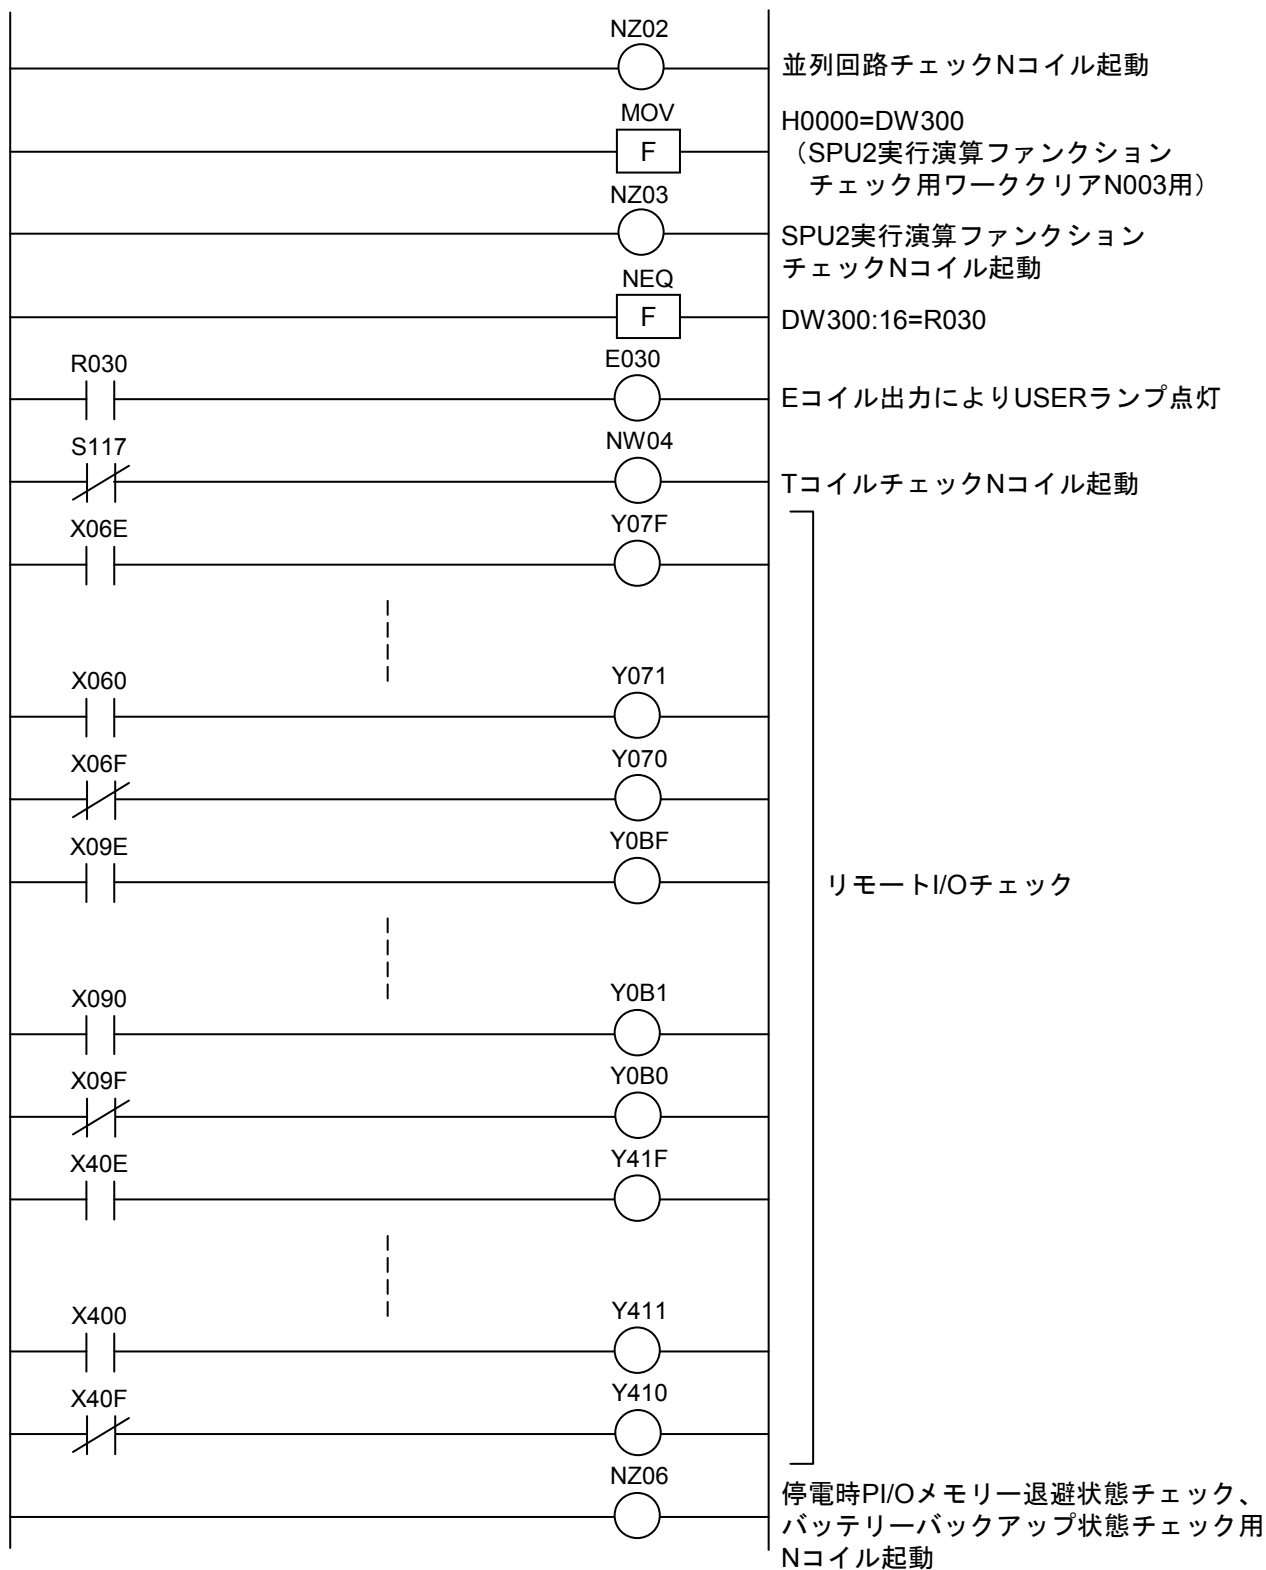 NZ02
並列回路チェックNコイル起動
MOV
F
H0000=DW300
（SPU2実行演算ファンクション
チェック用ワーククリアN003用）
NZ03
SPU2実行演算ファンクション
チェックNコイル起動
NEQ
F
DW300:16=R030
R030
E030
Eコイル出力によりUSERランプ点灯
S117
NW04
TコイルチェックNコイル起動
X06E
Y07F
X060
Y071
X06F
Y070
X09E
Y0BF
リモートI/Oチェック
X090
Y0B1
X09F
Y0B0
X40E
Y41F
X400
Y411
X40F
Y410
NZ06
停電時PI/Oメモリー退避状態チェック、
バッテリーバックアップ状態チェック用
Nコイル起動